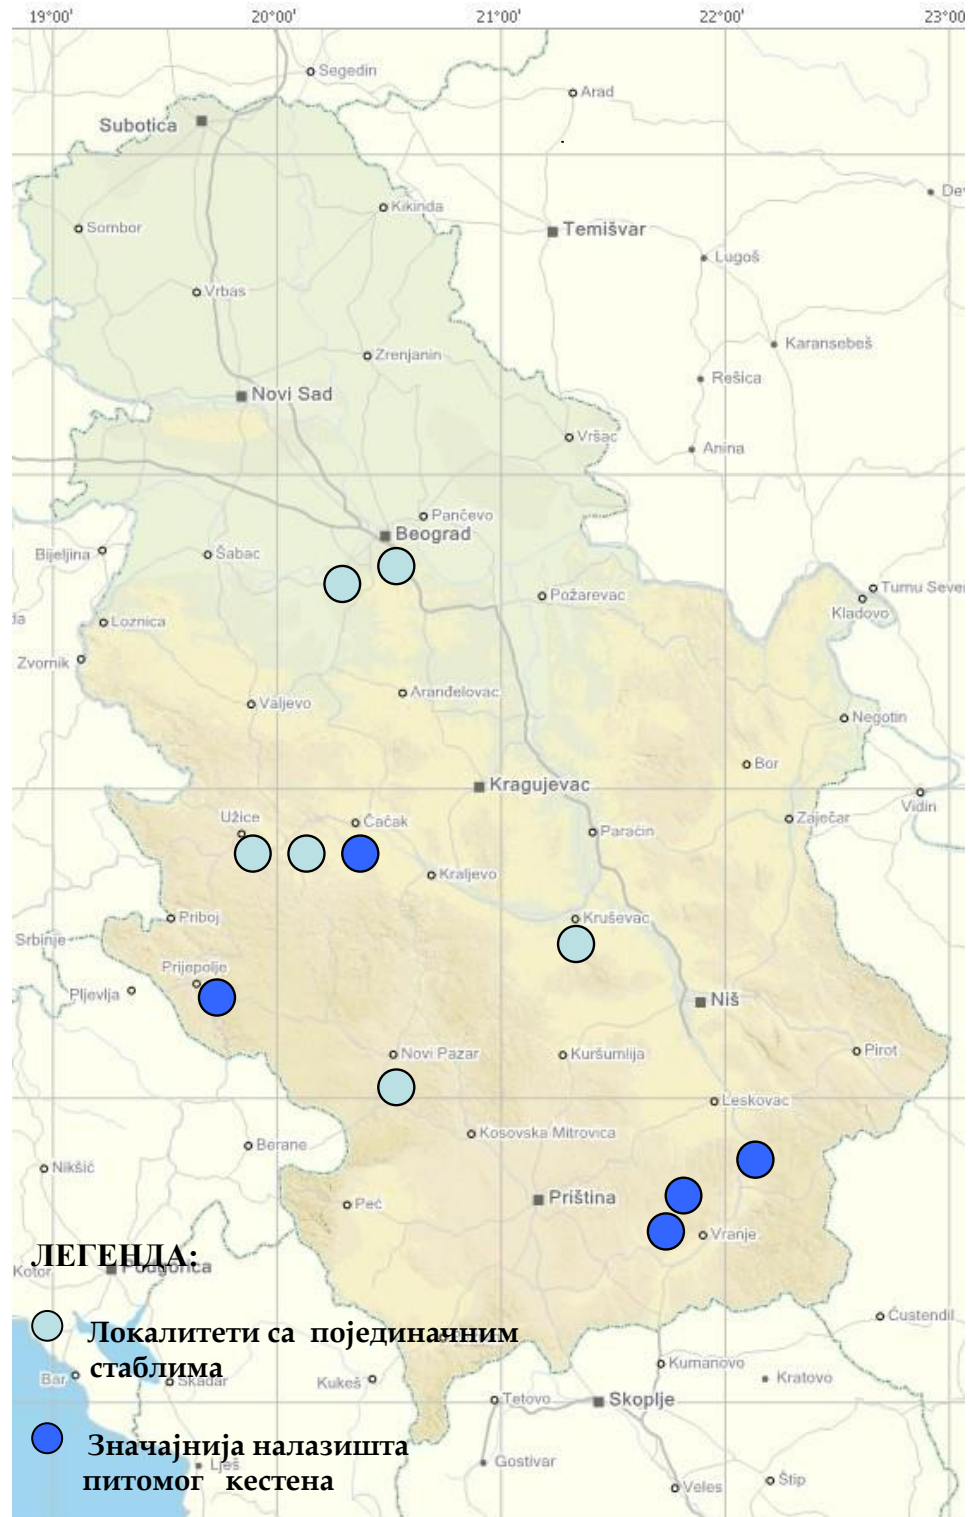 19°00' 20°00' 21°00' 22°00' 23°00'
Segedin
Arad
Subotica
Kikinda
Sombor
Temišvar
Lugoš
Vrbas
Karansebeš
Zrenjanin
Rešica
Novi Sad
Vršac
Anina
Pančevo
Beograd
Bijeljina
Šabac
Požarevac
Turnu Sever
Kladovo
Loznica
Zvornik
Aranđelovac
Valjevo
Negotin
Bor
Kragujevac
Vidin
Užice
Čačak
Paraćin
Zaječar
Kraljevo
Priboj
Kruševac
Srbinje
Prijepolje
Pljevlja
Niš
Novi Pazar
Kuršumlija
Pirot
Leskovac
Kosovska Mitrovica
Berane
Nikšić
Peć
Priština
Vranje
ЛЕГЕНДА:
Kotor
Podgorica
Ćustendil
Локалитети са појединачним
стаблима
Kumanovo
Bar
Skadar
Kukeš
Kratovo
Tetovo
Skoplje
Значајнија налазишта
Lješ
Gostivar
питомог кестена
Štip
Veles